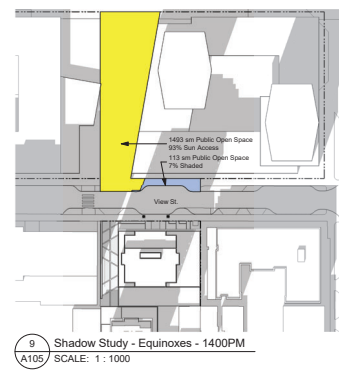 1493 sm Public Open Space
93% Sun Access
113 sm Public Open Space
7% Shaded
View St.
9
Shadow Study - Equinoxes - 1400PM
A105
SCALE: 1 : 1000